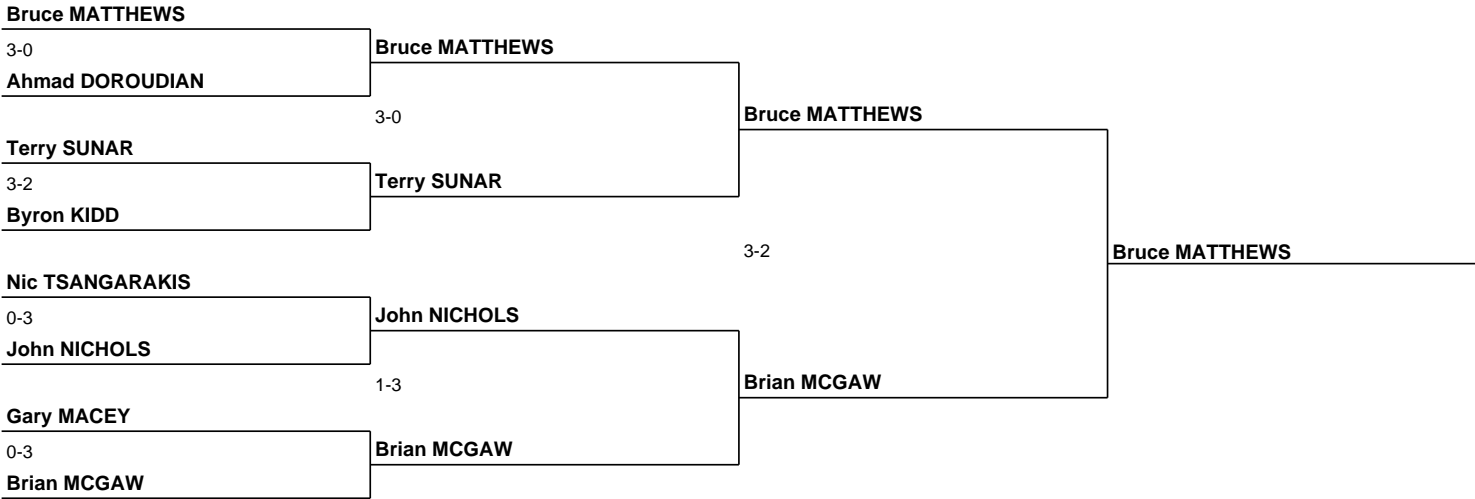 Bruce MATTHEWS
3-0
Bruce MATTHEWS
Ahmad DOROUDIAN
3-0
Bruce MATTHEWS
Terry SUNAR
3-2
Terry SUNAR
Byron KIDD
3-2
Bruce MATTHEWS
Nic TSANGARAKIS
0-3
John NICHOLS
John NICHOLS
1-3
Brian MCGAW
Gary MACEY
0-3
Brian MCGAW
Brian MCGAW